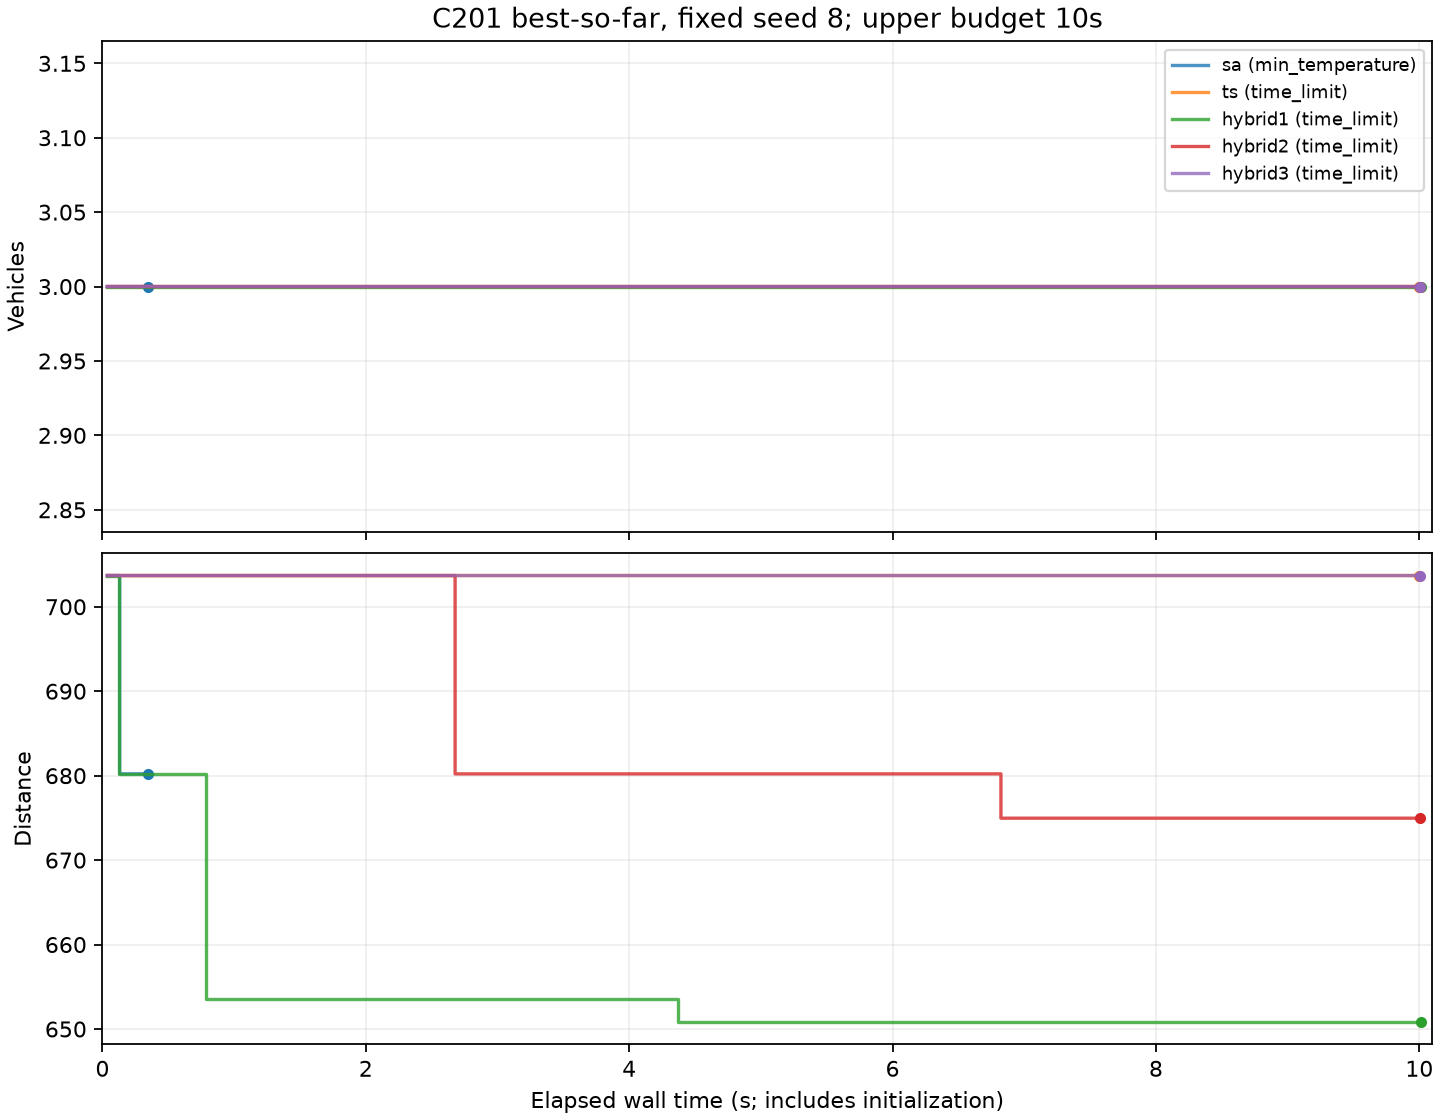 C201 best-so-far, fixed seed 8; upper budget 10s
3.15
3.10
3.05
3.00
2.95
2.90
2.85
Vehicles
sa (min_temperature)
ts (time_limit)
hybrid1 (time_limit)
hybrid2 (time_limit)
hybrid3 (time_limit)
700
690
680
670
660
650
Distance
0 2 4 6 8 10
Elapsed wall time (s; includes initialization)